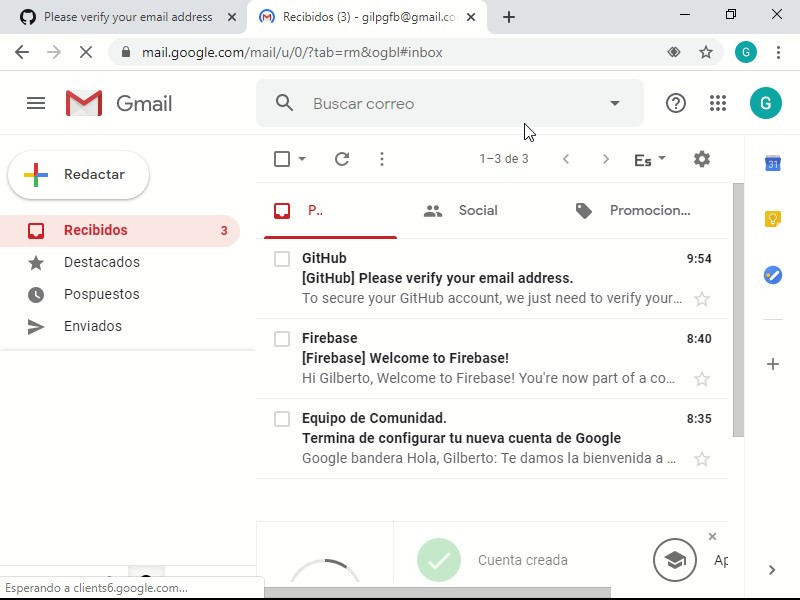 Please verify your email address
Recibidos (3) - gilpgfb@gmail.co
mail.google.com/mail/u/0/?tab=rm&ogbl#inbox
G
Gmail
Buscar correo
G
Redactar
1–3 de 3
Es
31
Recibidos 3
Destacados
Pospuestos
Enviados
P..
Social
Promocion...
GitHub 9:54
[GitHub] Please verify your email address.
To secure your GitHub account, we just need to verify your...
Firebase 8:40
[Firebase] Welcome to Firebase!
Hi Gilberto, Welcome to Firebase! You're now part of a co...
Equipo de Comunidad. 8:35
Termina de configurar tu nueva cuenta de Google
Google bandera Hola, Gilberto: Te damos la bienvenida a ...
Cuenta creada
Ap
Esperando a clients6.google.com...